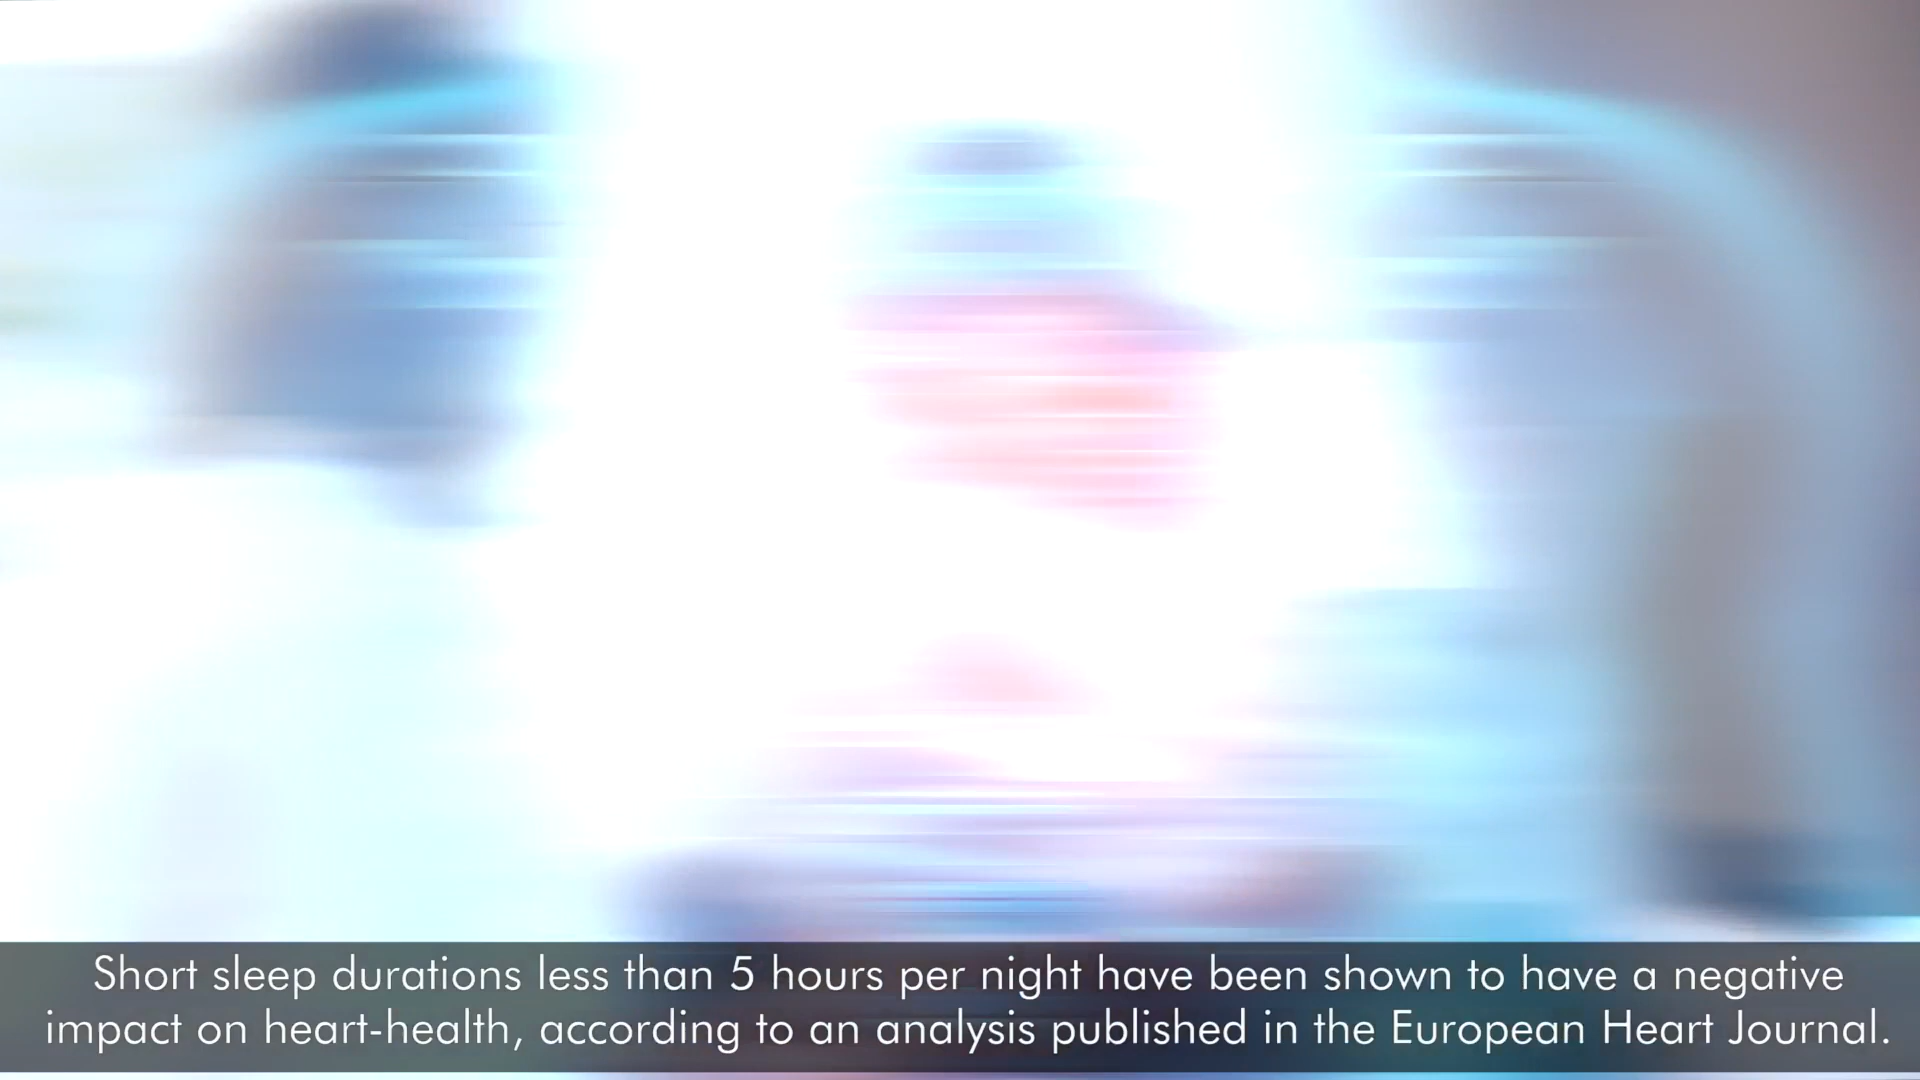 Short sleep durations less than 5 hours per night have been shown to have a negative
impact on heart-health, according to an analysis published in the European Heart Journal.